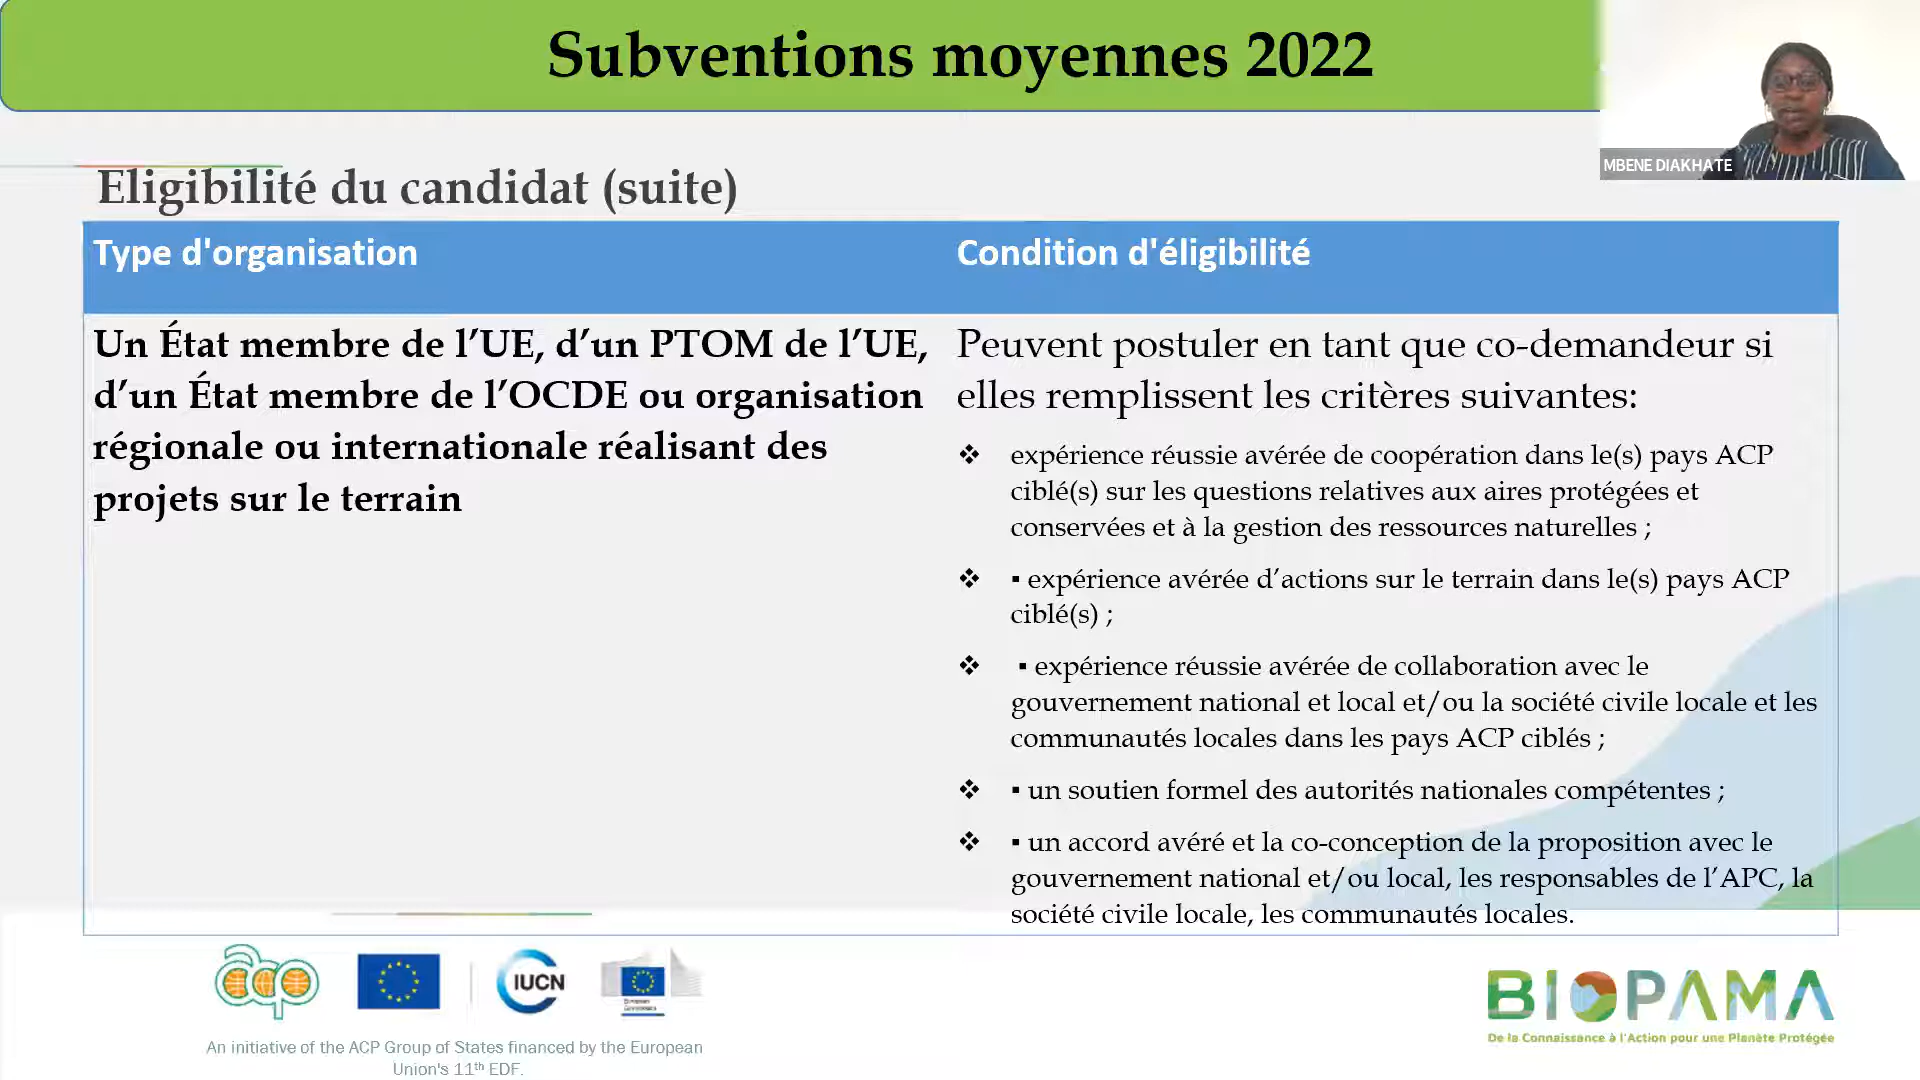 Subventions moyennes 2022
MBENE DIAKHATE
Eligibilité du candidat (suite)
Type d'organisation
Condition d'éligibilité
Un État membre de l’UE, d’un PTOM de l’UE,
d’un État membre de l’OCDE ou organisation
régionale ou internationale réalisant des
projets sur le terrain
Peuvent postuler en tant que co-demandeur si
elles remplissent les critères suivantes:
❖ expérience réussie avérée de coopération dans le(s) pays ACP
ciblé(s) sur les questions relatives aux aires protégées et
conservées et à la gestion des ressources naturelles ;
❖ ▪ expérience avérée d’actions sur le terrain dans le(s) pays ACP
ciblé(s) ;
❖ ▪ expérience réussie avérée de collaboration avec le
gouvernement national et local et/ou la société civile locale et les
communautés locales dans les pays ACP ciblés ;
❖ ▪ un soutien formel des autorités nationales compétentes ;
❖ ▪ un accord avéré et la co-conception de la proposition avec le
gouvernement national et/ou local, les responsables de l’APC, la
société civile locale, les communautés locales.
acp
IUCN
European
Commission
An initiative of the ACP Group of States financed by the European
Union's 11th EDF.
BIOPAMA
De la Connaissance à l'Action pour une Planète Protégée